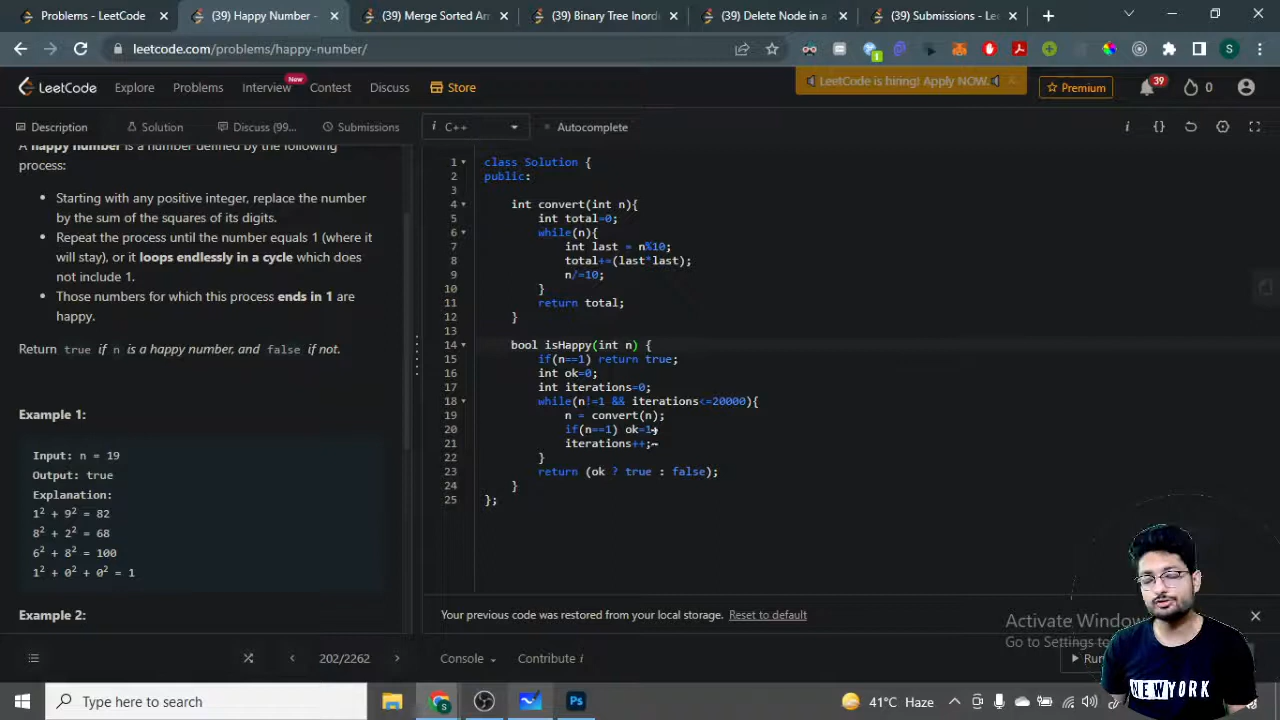 Problems - LeetCode
(39) Happy Number -
(39) Merge Sorted Ar
(39) Binary Tree Inord
(39) Delete Node in a
(39) Submissions - Lee
leetcode.com/problems/happy-number/
1
S
LeetCode
Explore
Problems
Interview
New
Contest
Discuss
Store
LeetCode is hiring! Apply NOW.
Premium
39
0
Description
Solution
Discuss (99...
Submissions
i C++
Autocomplete
A happy number is a number defined by the following
process:
• Starting with any positive integer, replace the number
by the sum of the squares of its digits.
• Repeat the process until the number equals 1 (where it
will stay), or it loops endlessly in a cycle which does
not include 1.
• Those numbers for which this process ends in 1 are
happy.
Return true if n is a happy number, and false if not.
Example 1:
Input: n = 19
Output: true
Explanation:
1² + 9² = 82
8² + 2² = 68
6² + 8² = 100
1² + 0² + 0² = 1
Example 2:
1 class Solution {
2 public:
3
4 int convert(int n){
5 int total=0;
6 while(n){
7 int last = n%10;
8 total+=(last*last);
9 n/=10;
10 }
11 return total;
12 }
13
14 bool isHappy(int n) {
15 if(n==1) return true;
16 int ok=0;
17 int iterations=0;
18 while(n!=1 && iterations<=20000){
19 n = convert(n);
20 if(n==1) ok=1
21 iterations++;
22 }
23 return (ok ? true : false);
24 }
25 };
Your previous code was restored from your local storage. Reset to default
Activate Window
Go to Settings to
202/2262
Console
Contribute i
Run
NEWYORK
Type here to search
Ps
41°C Haze